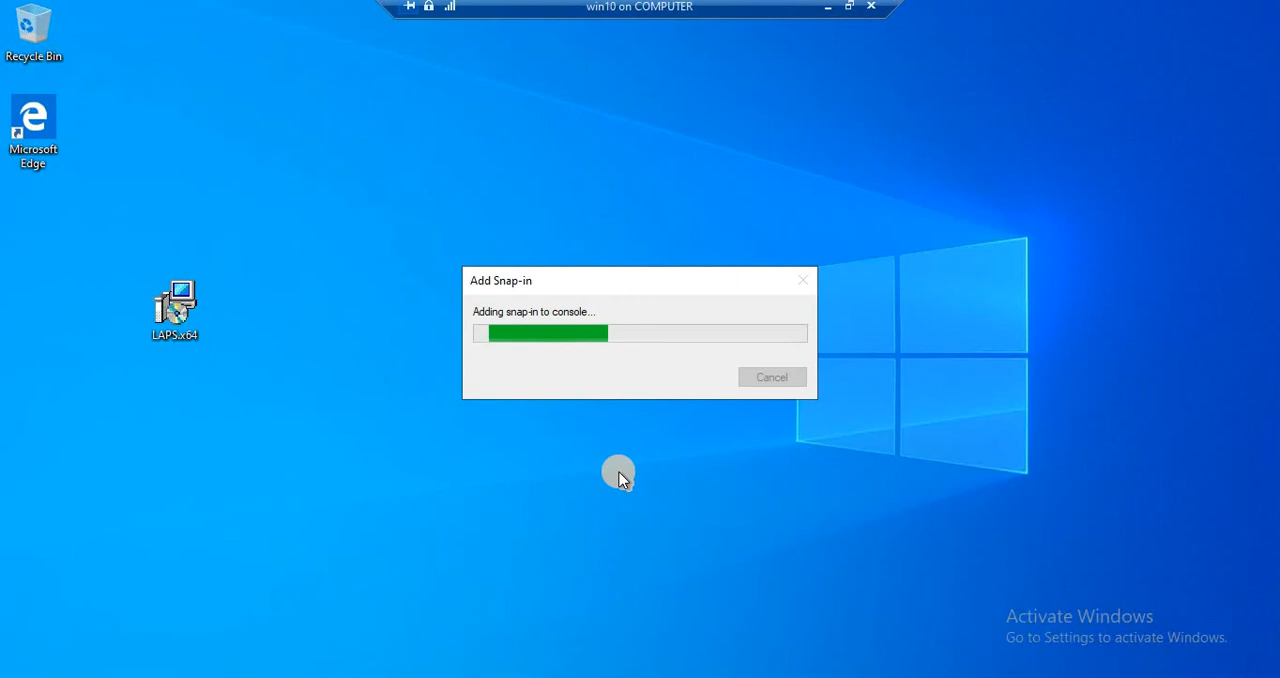 win10 on COMPUTER
Recycle Bin
Microsoft
Edge
LAPS.x64
Add Snap-in
Adding snap-in to console...
Cancel
Activate Windows
Go to Settings to activate Windows.